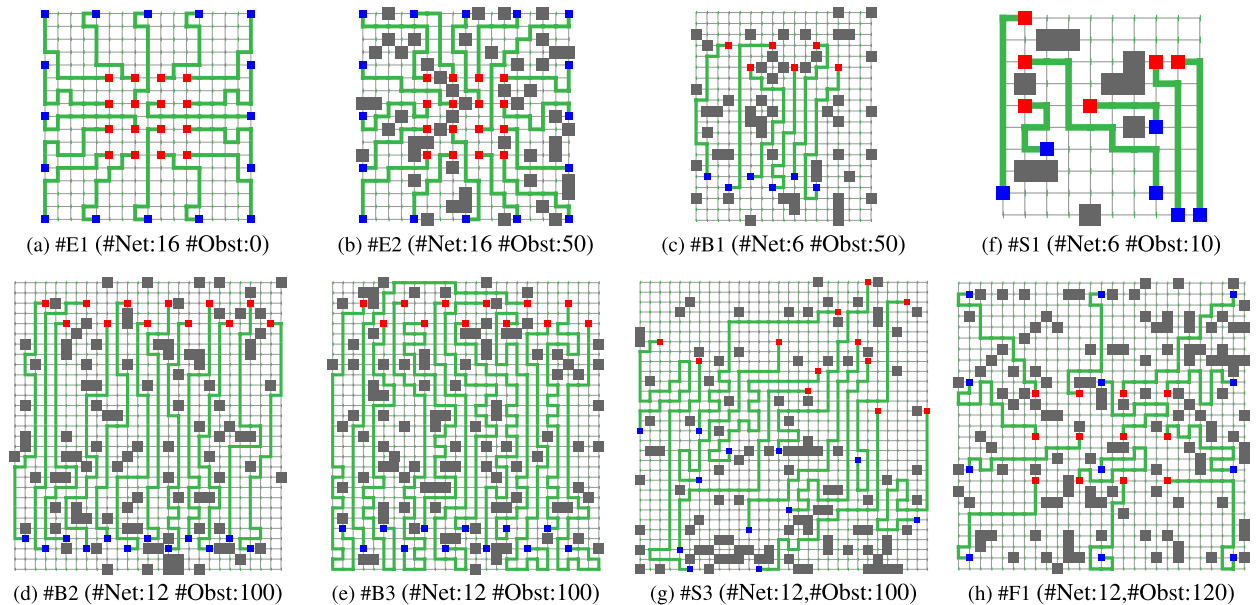 (a) #E1 (#Net:16 #Obst:0)
(b) #E2 (#Net:16 #Obst:50)
(c) #B1 (#Net:6 #Obst:50)
(f) #S1 (#Net:6 #Obst:10)
(d) #B2 (#Net:12 #Obst:100)
(e) #B3 (#Net:12 #Obst:100)
(g) #S3 (#Net:12,#Obst:100)
(h) #F1 (#Net:12,#Obst:120)